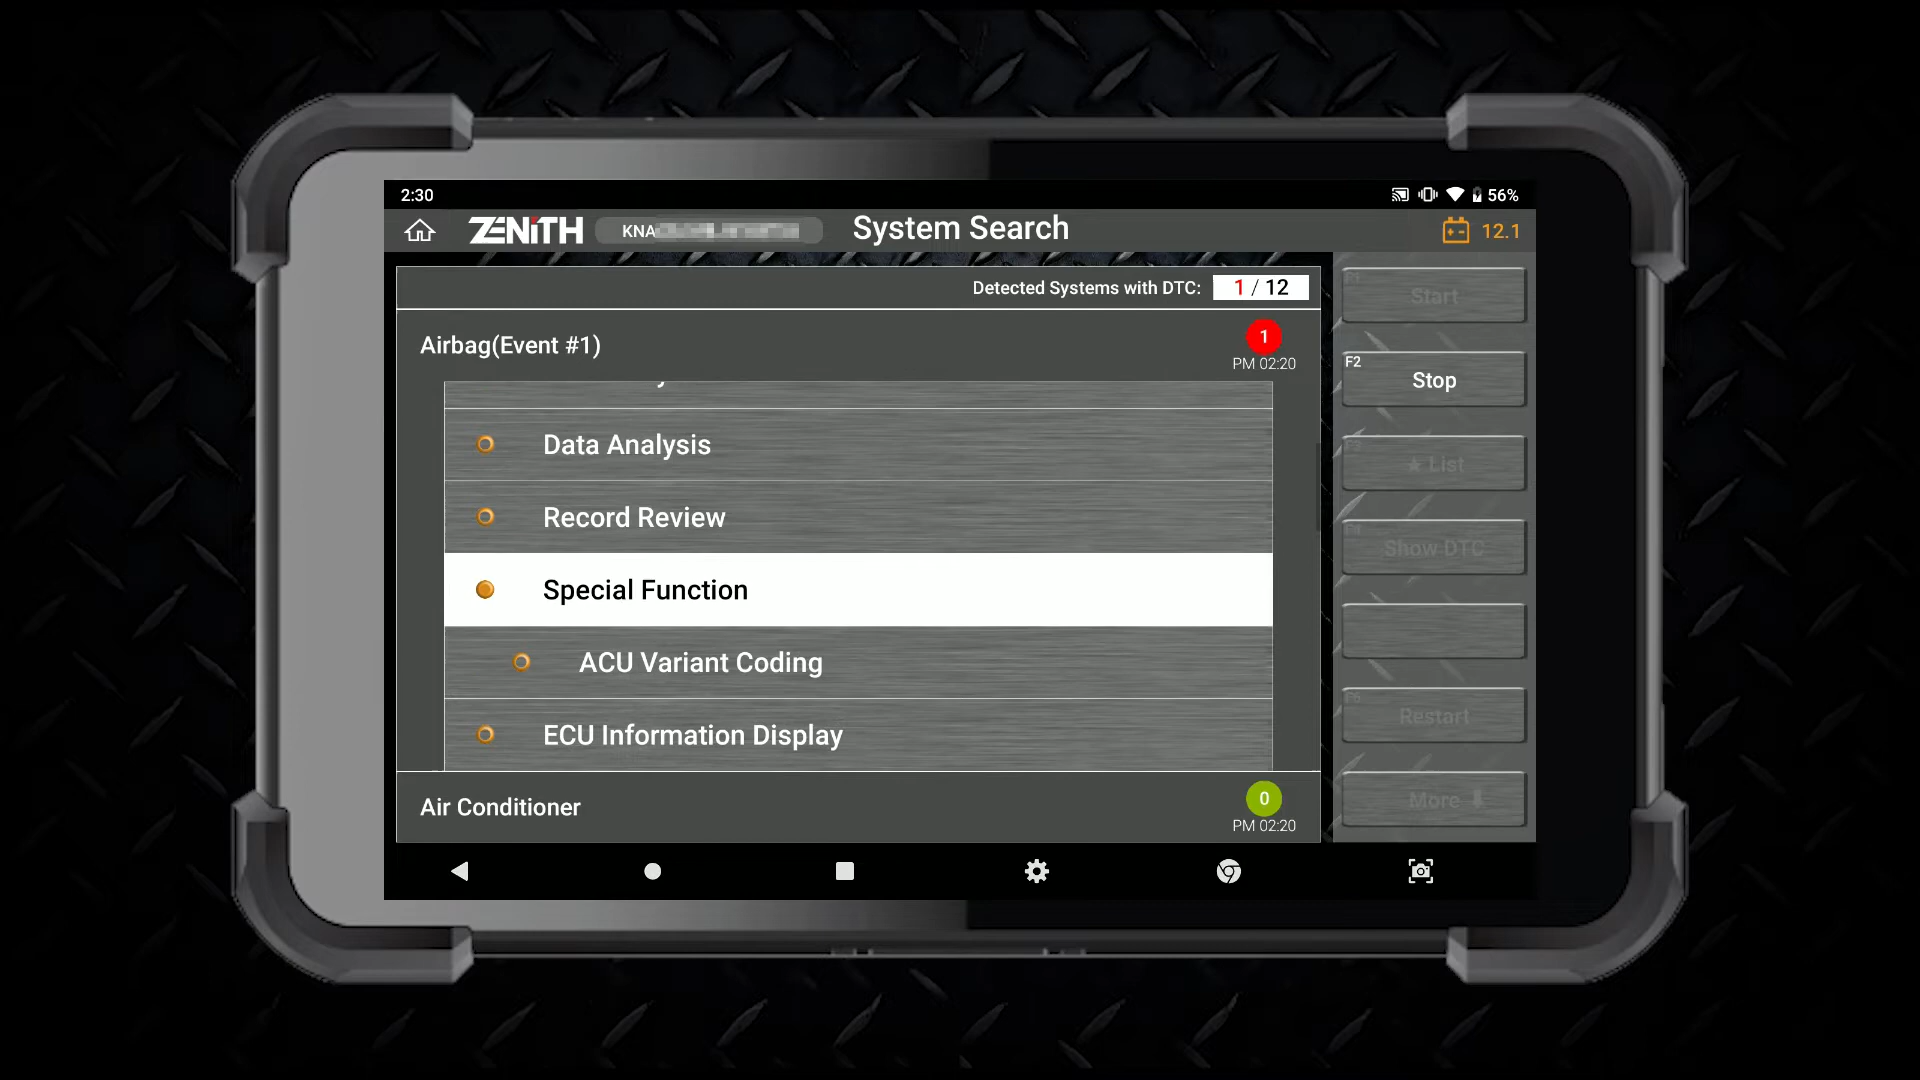 2:30
56%
ZENiTH
KNA
System Search
12.1
Detected Systems with DTC: 1 / 12
Airbag(Event #1)
1
PM 02:20
Data Analysis
Record Review
Special Function
ACU Variant Coding
ECU Information Display
Air Conditioner
0
PM 02:20
F1
Start
F2
Stop
★ List
Show DTC
F6
Restart
More